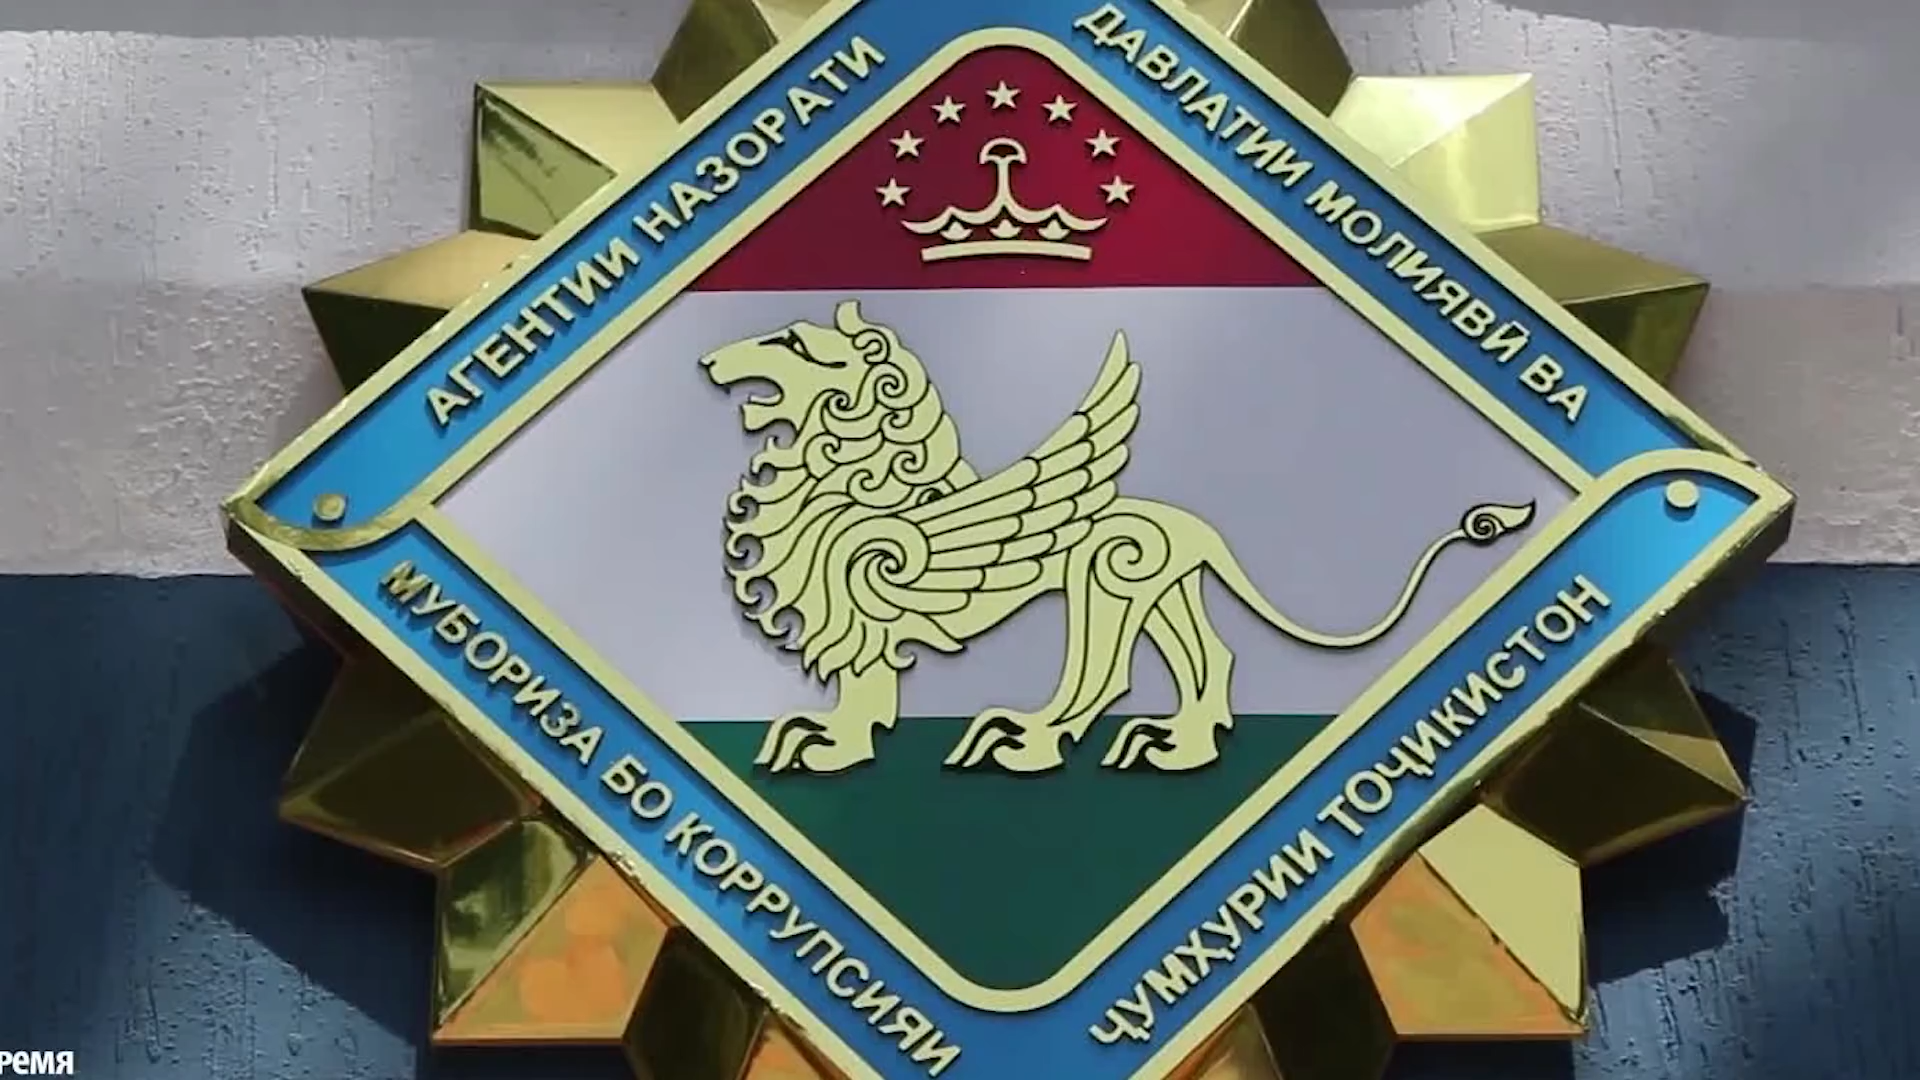 АГЕНТИИ НАЗОРАТИ
ДАВЛАТИИ МОЛИЯВӢ ВА
МУБОРИЗА БО КОРРУПСИЯИ
ҶУМҲУРИИ ТОҶИКИСТОН
РЕМЯ